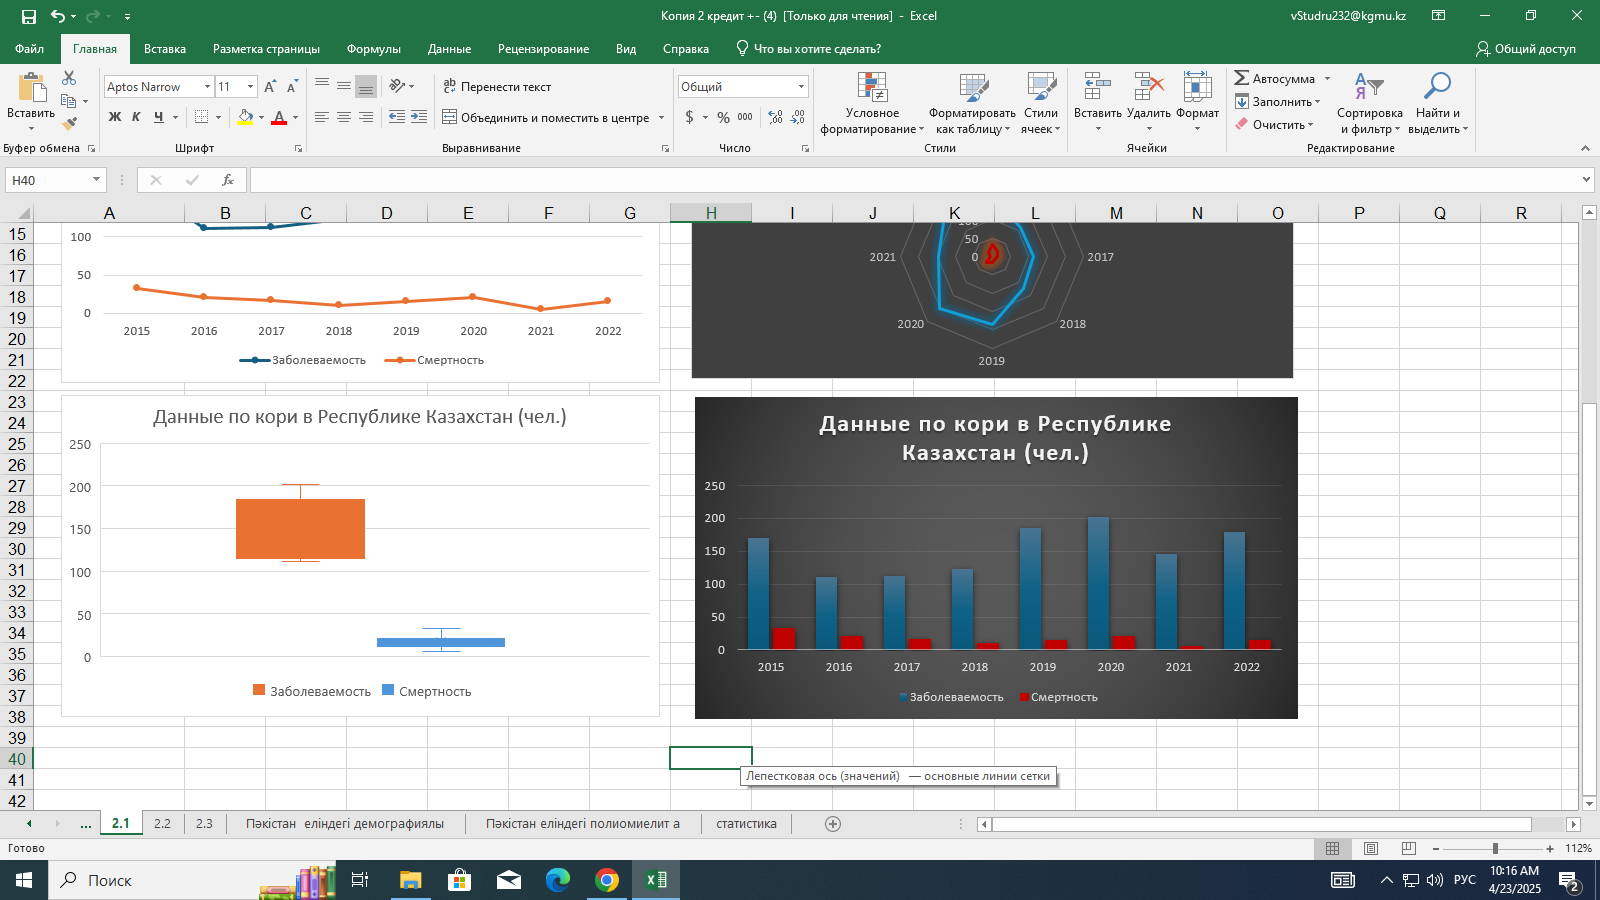 Копия 2 кредит +- (4)  [Только для чтения]  -  Excel
vStudru232@kgmu.kz
Файл
Главная
Вставка
Разметка страницы
Формулы
Данные
Рецензирование
Вид
Справка
Что вы хотите сделать?
Общий доступ
Вставить
Буфер обмена
Aptos Narrow
11
Ж К Ч
Шрифт
Перенести текст
Объединить и поместить в центре
Выравнивание
Общий
$ % 000
Число
Условное форматирование
Форматировать как таблицу
Стили ячеек
Стили
Вставить
Удалить
Формат
Ячейки
Автосумма
Заполнить
Очистить
Сортировка и фильтр
Найти и выделить
Редактирование
H40
fx
A B C D E F G H I J K L M N O P Q R
15
16
17
18
19
20
21
22
23
24
25
26
27
28
29
30
31
32
33
34
35
36
37
38
39
40
41
42
100
50
0
2015 2016 2017 2018 2019 2020 2021 2022
Заболеваемость Смертность
100
50
0
2021
2017
2020
2018
2019
Данные по кори в Республике Казахстан (чел.)
250
200
150
100
50
0
Заболеваемость Смертность
Данные по кори в Республике
Казахстан (чел.)
250
200
150
100
50
0
2015 2016 2017 2018 2019 2020 2021 2022
Заболеваемость Смертность
Лепестковая ось (значений)  — основные линии сетки
... 2.1 2.2 2.3 Пәкістан  еліндегі демографиялы Пәкістан еліндегі полиомиелит а статистика
Готово
112%
Поиск
РУС
10:16 AM
4/23/2025
2